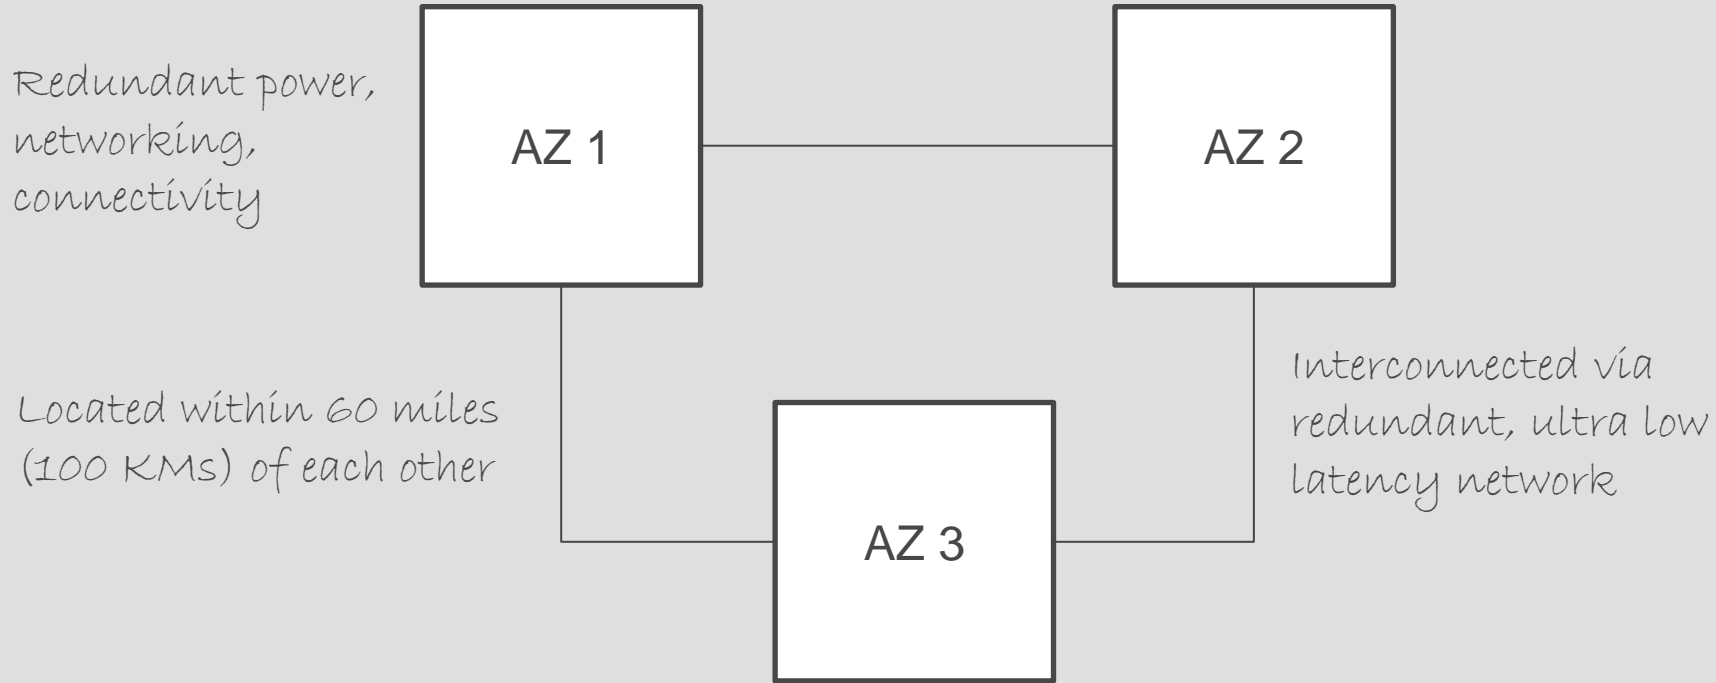 Redundant power,
networking,
connectivity
AZ 1
AZ 2
Located within 60 miles
(100 KMs) of each other
Interconnected via
redundant, ultra low
latency network
AZ 3